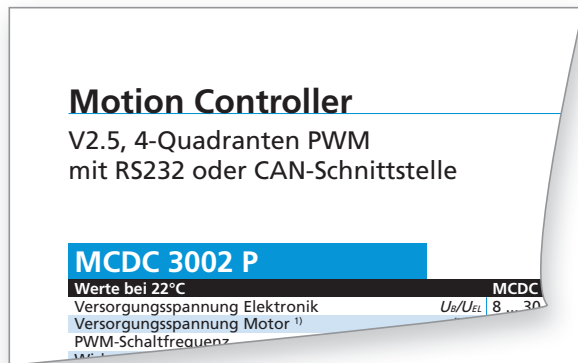 Motion Controller
V2.5, 4-Quadranten PWM
mit RS232 oder CAN-Schnittstelle
MCDC 3002 P
Werte bei 22°C MCDC
Versorgungsspannung Elektronik UB/UEL 8 ... 30
Versorgungsspannung Motor 1)
PWM-Schaltfrequenz